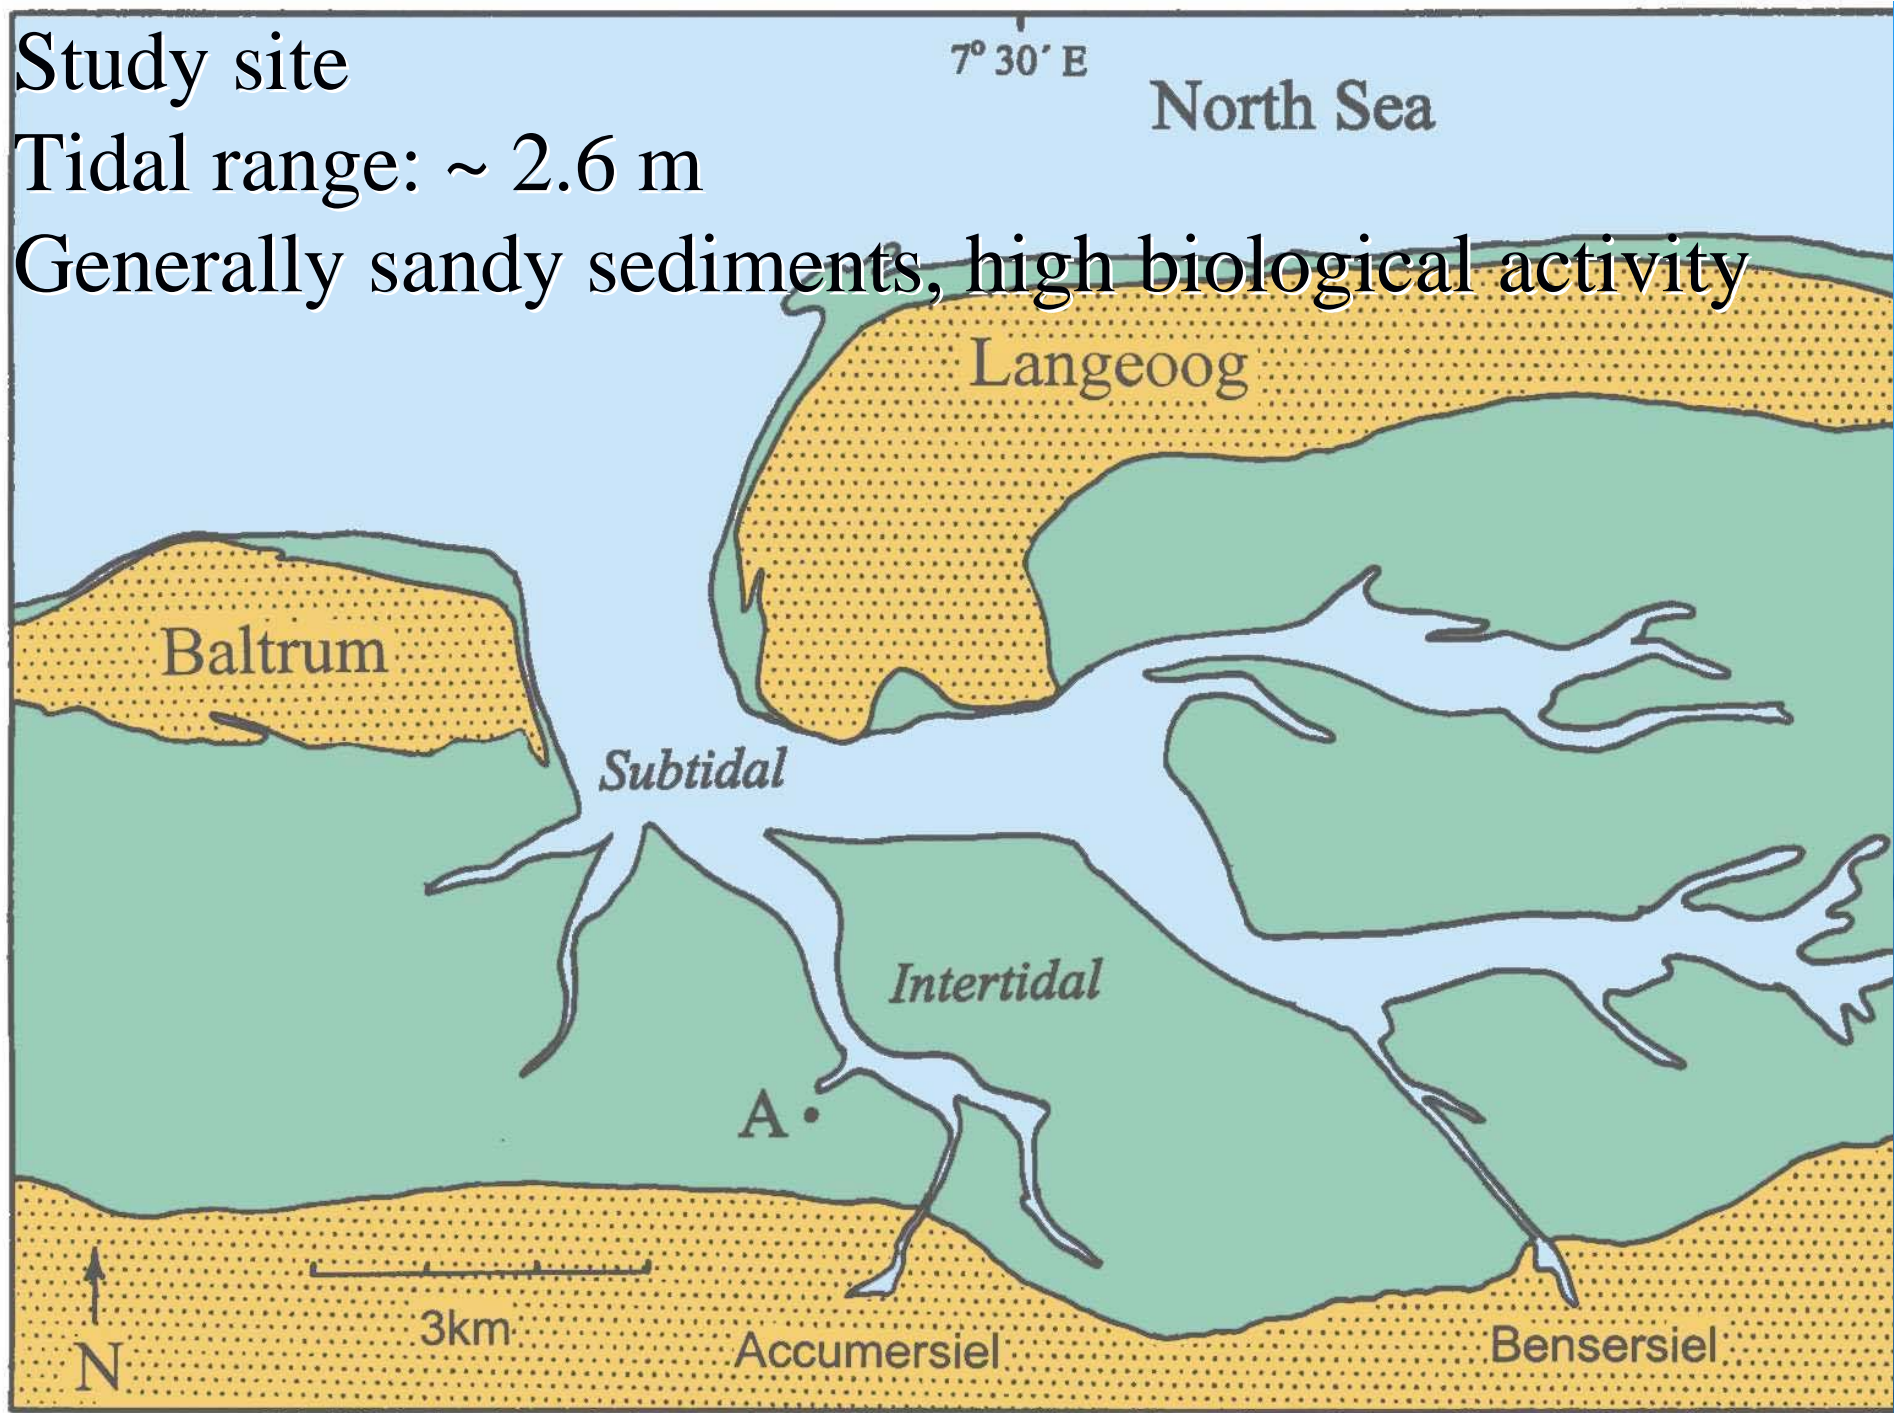 Study site
7° 30´ E
North Sea
Tidal range: ~ 2.6 m
Generally sandy sediments, high biological activity
Langeoog
Baltrum
Subtidal
Intertidal
A
3km
N
Accumersiel
Bensersiel